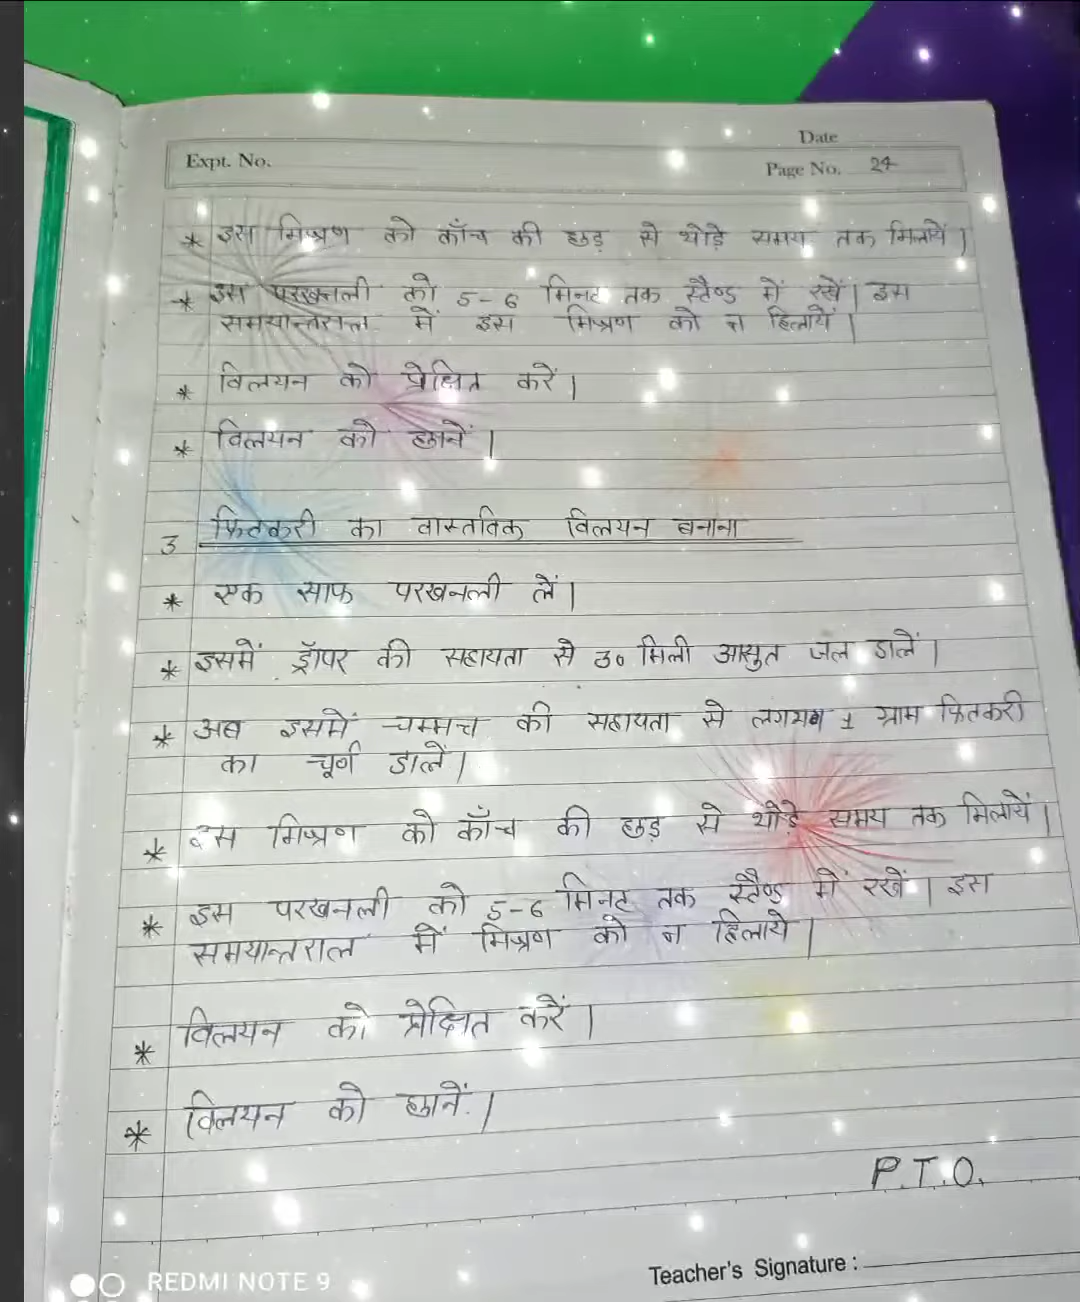 Date
Expt. No.
Page No. 24
* इस मिश्रण को काँच की छड़ से थोड़े समय तक मिलायें।
* इस परखनली को 5-6 मिनट तक स्टैण्ड में रखें। इस
समयान्तराल में इस मिश्रण को न हिलायें।
* विलयन को प्रेक्षित करें।
* विलयन को छानें।
3 फिटकरी का वास्तविक विलयन बनाना
* एक साफ परखनली लें।
* इसमें ड्रॉपर की सहायता से 30 मिली आसुत जल डालें।
* अब इसमें चम्मच की सहायता से लगभग 1 ग्राम फितकरी
का चूर्ण डालें।
* इस मिश्रण को काँच की छड़ से थोड़े समय तक मिलायें।
* इस परखनली को 5-6 मिनट तक स्टैण्ड में रखें। इस
समयान्तराल में मिश्रण को न हिलाये।
* विलयन को प्रेक्षित करें।
* विलयन को छानें.।
P.T.O.
Teacher's Signature :
REDMI NOTE 9